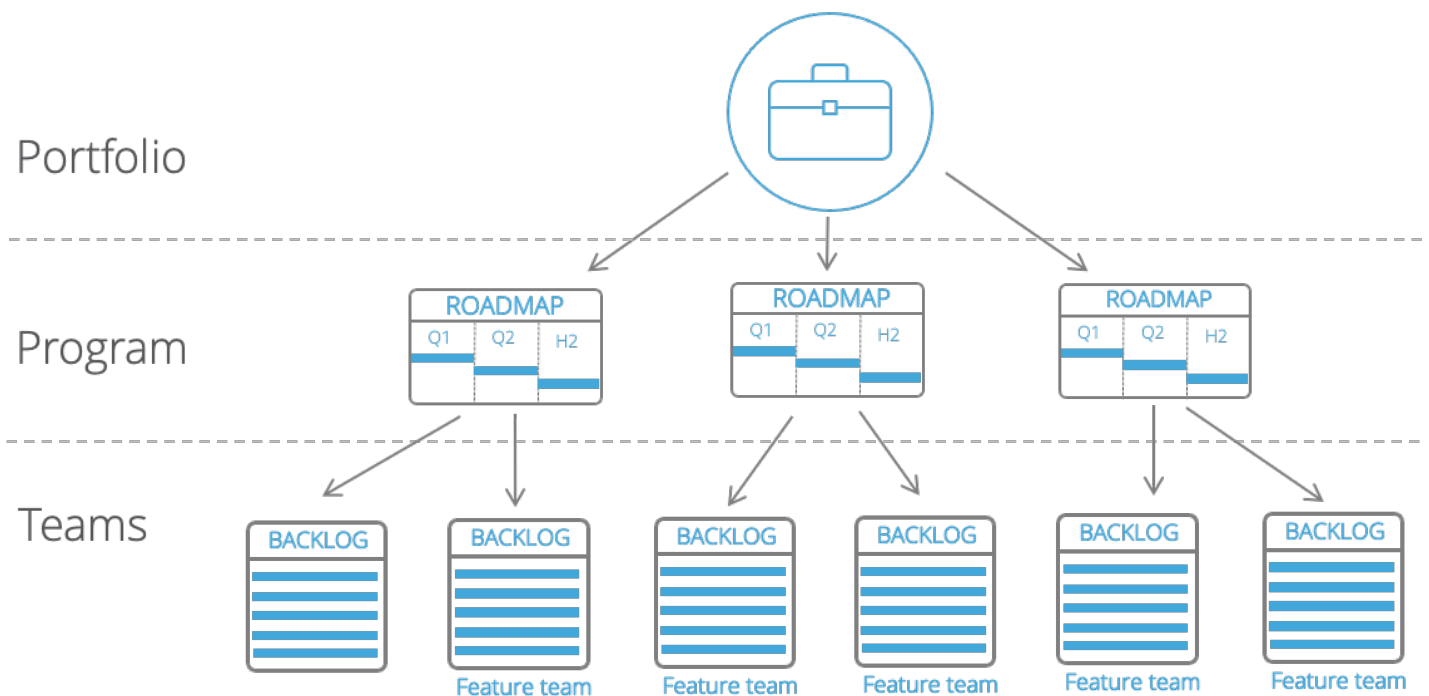 Portfolio
Program
ROADMAP
Q1 Q2 H2
ROADMAP
Q1 Q2 H2
ROADMAP
Q1 Q2 H2
Teams
BACKLOG
BACKLOG
Feature team
BACKLOG
Feature team
BACKLOG
Feature team
BACKLOG
Feature team
BACKLOG
Feature team